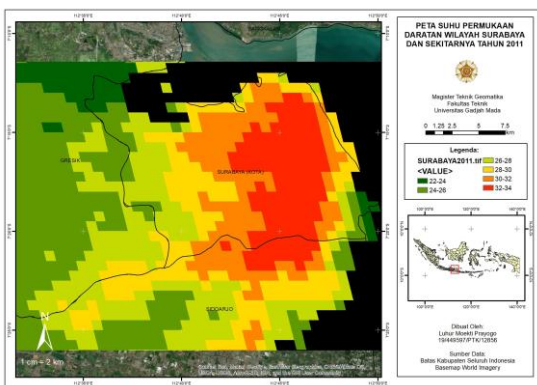 PETA SUHU PERMUKAAN
DARATAN WILAYAH SURABAYA
DAN SEKITARNYA TAHUN 2011
Magister Teknik Geomatika
Fakultas Teknik
Universitas Gadjah Mada
0 1.25 2.5 5 7.5
km
Legenda:
SURABAYA2011.tif
<VALUE>
22-24
24-26
26-28
28-30
30-32
32-34
GRESIK
SURABAYA (KOTA)
SIDOARJO
N
1 cm = 2 km
Dibuat Oleh:
Luhur Moekti Prayogo
Sumber Data:
Batas Kabupaten Seluruh Indonesia
Basemap World Imagery